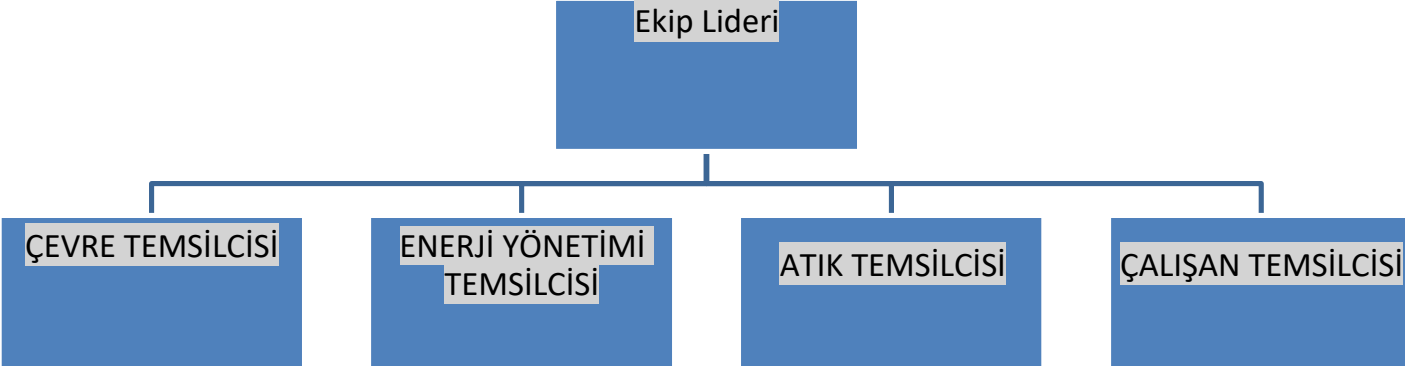 Ekip Lideri
ÇEVRE TEMSİLCİSİ
ENERJİ YÖNETİMİ
TEMSİLCİSİ
ATIK TEMSİLCİSİ
ÇALIŞAN TEMSİLCİSİ